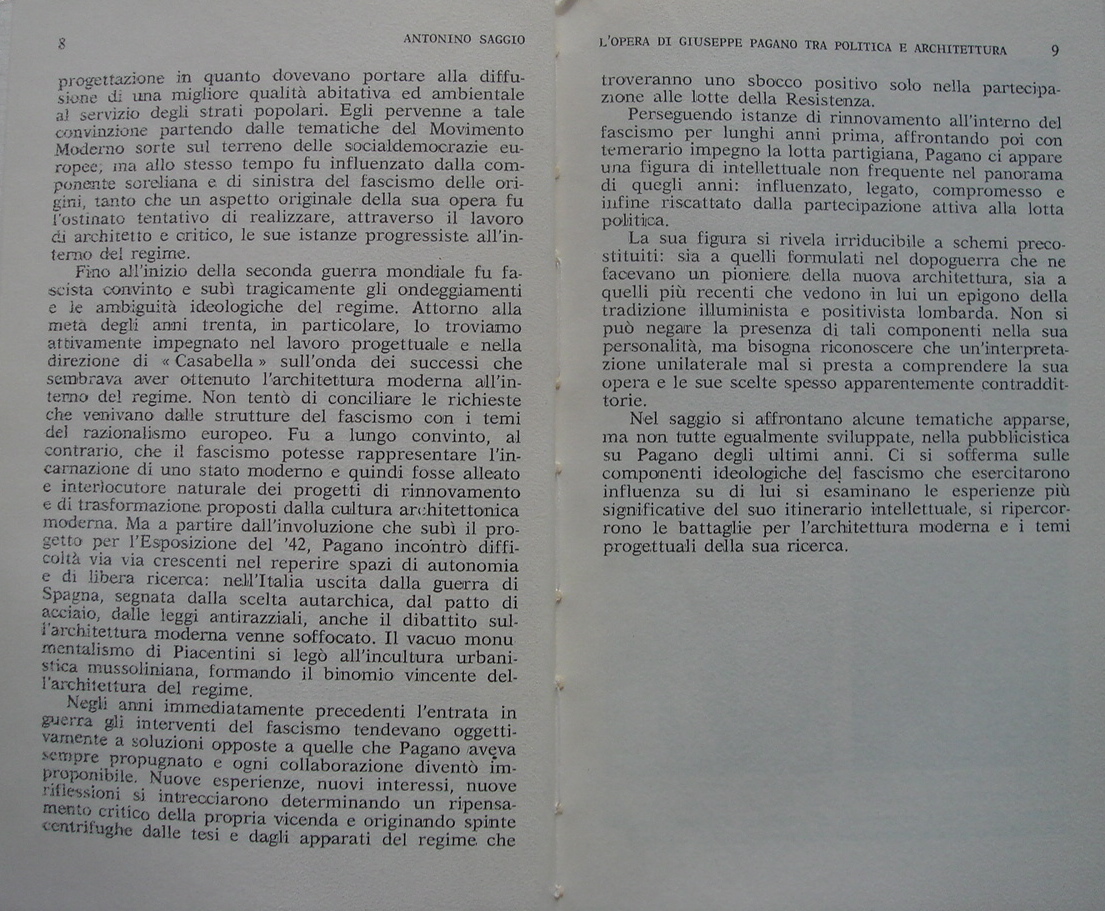 8
ANTONINO SAGGIO
progettazione in quanto dovevano portare alla diffu-
sione di una migliore qualità abitativa ed ambientale
al servizio degli strati popolari. Egli pervenne a tale
convinzione partendo dalle tematiche del Movimento
Moderno sorte sul terreno delle socialdemocrazie eu-
ropee; ma allo stesso tempo fu influenzato dalla com-
ponente soreliana e di sinistra del fascismo delle ori-
gini, tanto che un aspetto originale della sua opera fu
l'ostinato tentativo di realizzare, attraverso il lavoro
di architetto e critico, le sue istanze progressiste all'in-
terno del regime.
Fino all'inizio della seconda guerra mondiale fu fa-
scista convinto e subì tragicamente gli ondeggiamenti
e le ambiguità ideologiche del regime. Attorno alla
metà degli anni trenta, in particolare, lo troviamo
attivamente impegnato nel lavoro progettuale e nella
direzione di « Casabella » sull'onda dei successi che
sembrava aver ottenuto l'architettura moderna all'in-
terno del regime. Non tentò di conciliare le richieste
che venivano dalle strutture del fascismo con i temi
del razionalismo europeo. Fu a lungo convinto, al
contrario, che il fascismo potesse rappresentare l'in-
carnazione di uno stato moderno e quindi fosse alleato
e interlocutore naturale dei progetti di rinnovamento
e di trasformazione proposti dalla cultura architettonica
moderna. Ma a partire dall'involuzione che subì il pro-
getto per l'Esposizione del '42, Pagano incontrò diffi-
coltà via via crescenti nel reperire spazi di autonomia
e di libera ricerca: nell'Italia uscita dalla guerra di
Spagna, segnata dalla scelta autarchica, dal patto di
acciaio, dalle leggi antirazziali, anche il dibattito sul-
l'architettura moderna venne soffocato. Il vacuo monu
mentalismo di Piacentini si legò all'incultura urbani-
stica mussoliniana, formando il binomio vincente del-
l'architettura del regime.
Negli anni immediatamente precedenti l'entrata in
guerra gli interventi del fascismo tendevano oggetti-
vamente a soluzioni opposte a quelle che Pagano aveva
sempre propugnato e ogni collaborazione diventò im-
proponibile. Nuove esperienze, nuovi interessi, nuove
riflessioni si intrecciarono determinando un ripensa-
mento critico della propria vicenda e originando spinte
centrifughe dalle tesi e dagli apparati del regime che
L'OPERA DI GIUSEPPE PAGANO TRA POLITICA E ARCHITETTURA
9
troveranno uno sbocco positivo solo nella partecipa-
zione alle lotte della Resistenza.
Perseguendo istanze di rinnovamento all'interno del
fascismo per lunghi anni prima, affrontando poi con
temerario impegno la lotta partigiana, Pagano ci appare
una figura di intellettuale non frequente nel panorama
di quegli anni: influenzato, legato, compromesso e
infine riscattato dalla partecipazione attiva alla lotta
politica.
La sua figura si rivela irriducibile a schemi preco-
stituiti: sia a quelli formulati nel dopoguerra che ne
facevano un pioniere della nuova architettura, sia a
quelli più recenti che vedono in lui un epigono della
tradizione illuminista e positivista lombarda. Non si
può negare la presenza di tali componenti nella sua
personalità, ma bisogna riconoscere che un'interpreta-
zione unilaterale mal si presta a comprendere la sua
opera e le sue scelte spesso apparentemente contraddit-
torie.
Nel saggio si affrontano alcune tematiche apparse,
ma non tutte egualmente sviluppate, nella pubblicistica
su Pagano degli ultimi anni. Ci si sofferma sulle
componenti ideologiche del fascismo che esercitarono
influenza su di lui si esaminano le esperienze più
significative del suo itinerario intellettuale, si ripercor-
rono le battaglie per l'architettura moderna e i temi
progettuali della sua ricerca.